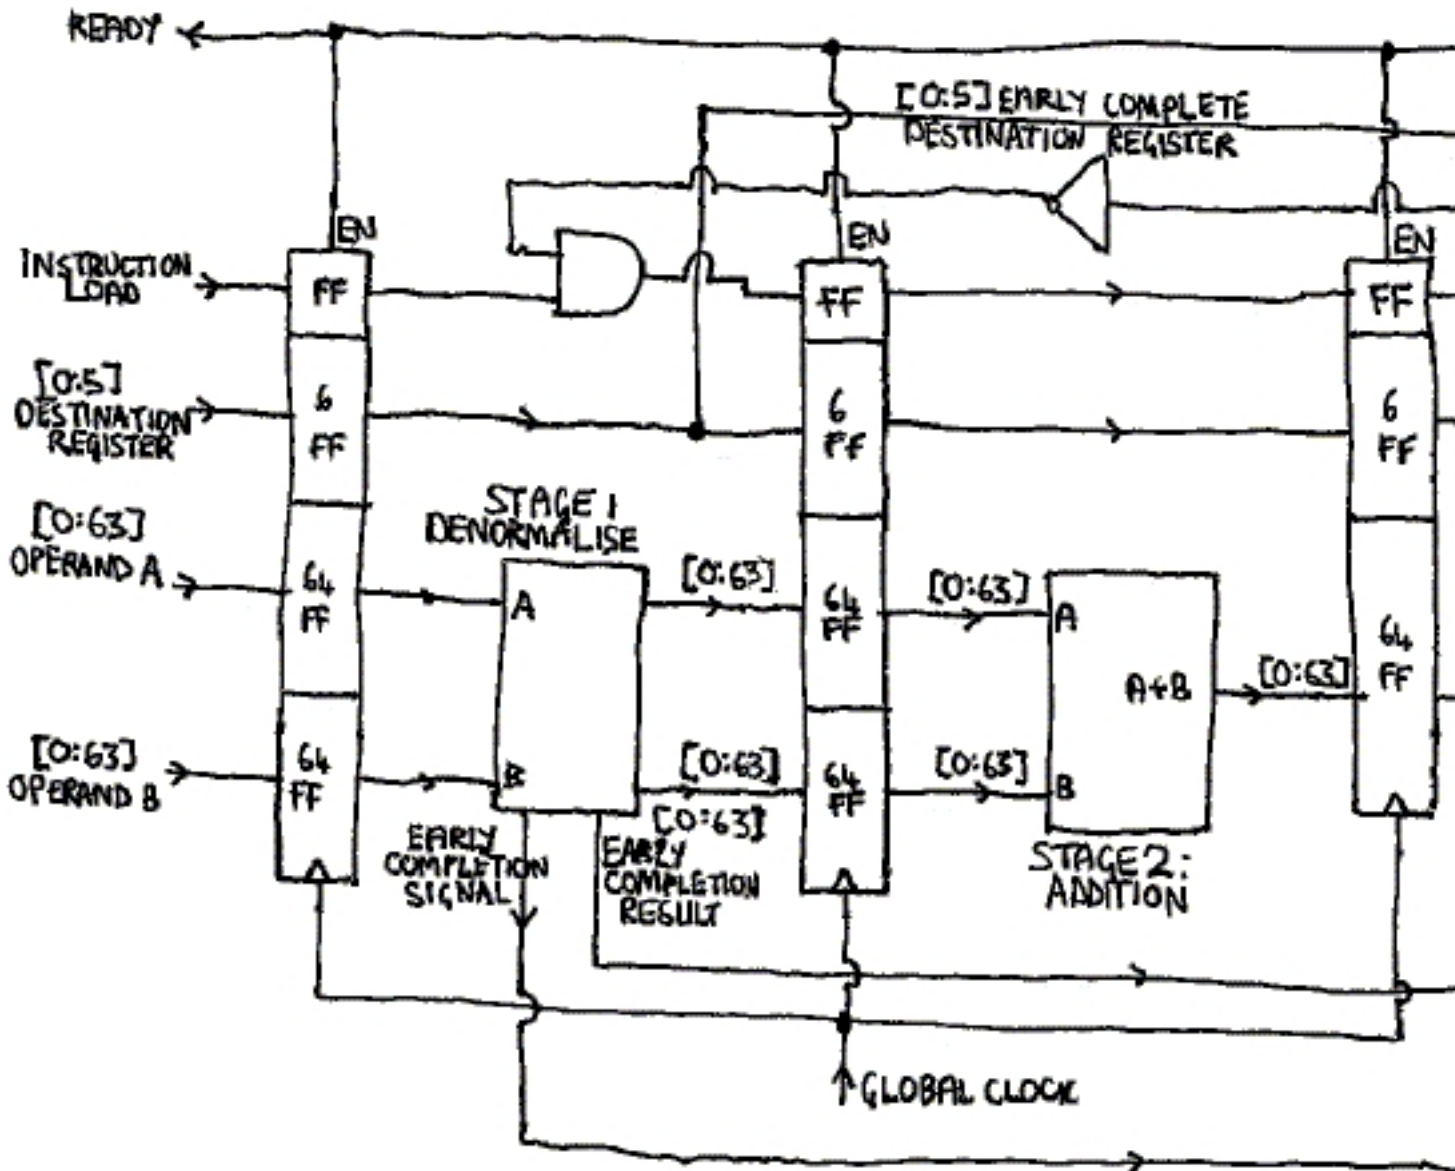 READY
[0:5] EARLY COMPLETE
DESTINATION REGISTER
EN
EN
EN
INSTRUCTION
LOAD
FF
FF
FF
[0:5]
DESTINATION
REGISTER
6
FF
6
FF
6
FF
STAGE 1
DENORMALISE
[0:63]
OPERAND A
64
FF
A
[0:63]
64
FF
[0:63]
A
A+B
[0:63]
64
FF
[0:63]
OPERAND B
64
FF
B
[0:63]
[0:63]
64
FF
[0:63]
B
EARLY
COMPLETION
SIGNAL
EARLY
COMPLETION
RESULT
STAGE 2:
ADDITION
GLOBAL CLOCK